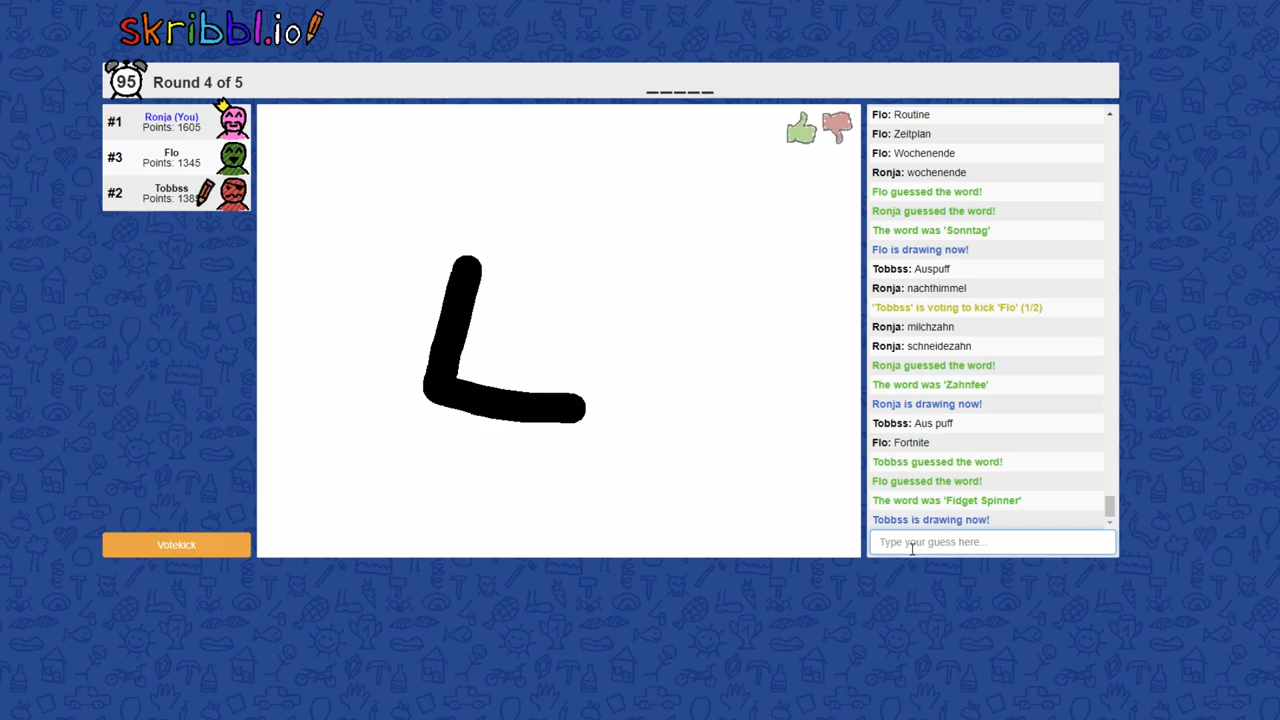 skribbl.io
95
Round 4 of 5
_____
#1
Ronja (You)
Points: 1605
#3
Flo
Points: 1345
#2
Tobbss
Points: 138
Votekick
Flo: Routine
Flo: Zeitplan
Flo: Wochenende
Ronja: wochenende
Flo guessed the word!
Ronja guessed the word!
The word was 'Sonntag'
Flo is drawing now!
Tobbss: Auspuff
Ronja: nachthimmel
'Tobbss' is voting to kick 'Flo' (1/2)
Ronja: milchzahn
Ronja: schneidezahn
Ronja guessed the word!
The word was 'Zahnfee'
Ronja is drawing now!
Tobbss: Aus puff
Flo: Fortnite
Tobbss guessed the word!
Flo guessed the word!
The word was 'Fidget Spinner'
Tobbss is drawing now!
Type your guess here...